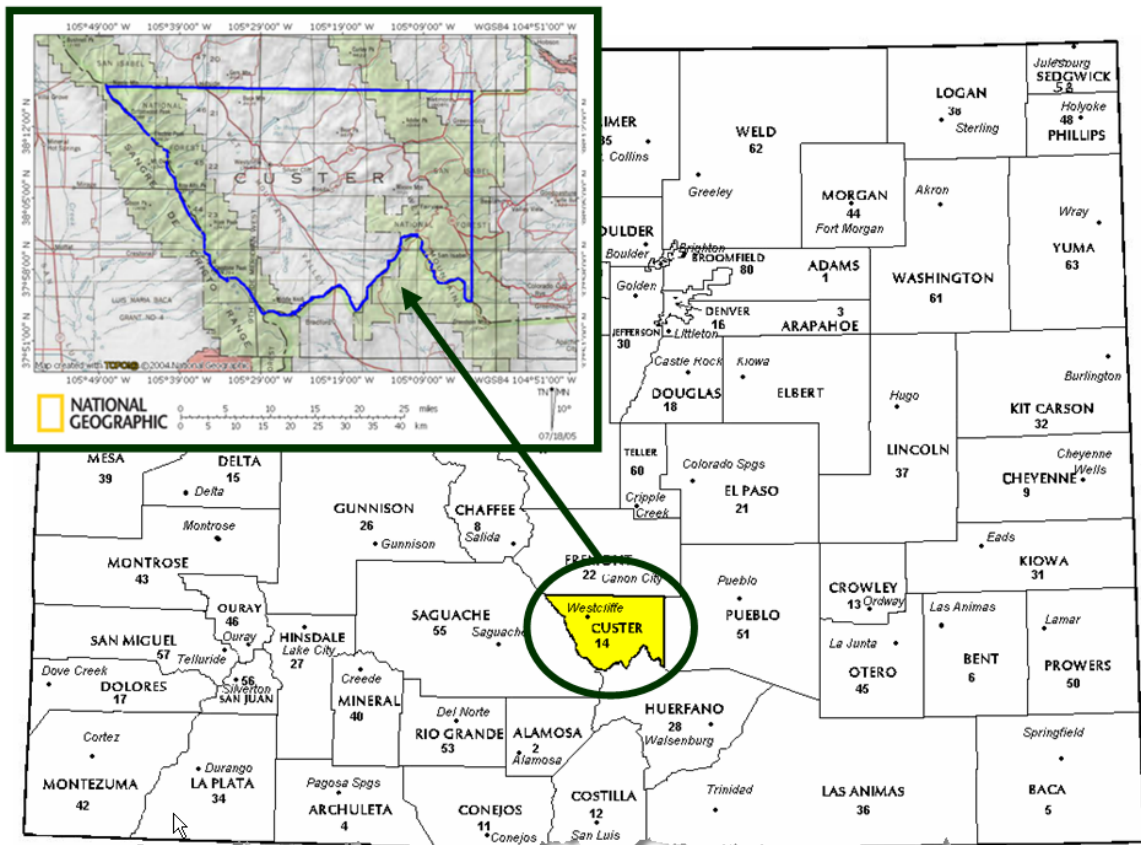 105°49'00" W 105°39'00" W 105°29'00" W 105°19'00" W 105°09'00" W WGS84 104°51'00" W
SAN ISABEL
NATIONAL
38°12'00" N
FOREST
CUSTER
SAN ISABEL
38°05'00" N
SANGRE DE CRISTO RANGE
NATIONAL FOREST
VALLEY
37°58'00" N
LUIS MARIA BACA
GRANT NO 4
37°51'00" N
Map created with TOPO!® ©2004 National Geographic
105°49'00" W 105°39'00" W 105°29'00" W 105°19'00" W 105°09'00" W WGS84 104°51'00" W
NATIONAL
GEOGRAPHIC
0 5 10 15 20 25 miles
0 5 10 15 20 25 30 35 40 km
TN MN
10°
07/18/05
Julesburg
SEDGWICK
58
LOGAN
38
Sterling
Holyoke
48
PHILLIPS
IMER
35
. Collins
WELD
62
Greeley
MORGAN
44
Fort Morgan
Akron
WASHINGTON
61
Wray
YUMA
63
OULDER
Boulder
Brighton
BROOMFIELD
80
ADAMS
1
Golden
DENVER
16
3
ARAPAHOE
JEFFERSON
30
Littleton
Castle Rock
DOUGLAS
18
Kiowa
ELBERT
Hugo
LINCOLN
37
Burlington
KIT CARSON
32
Cheyenne
Wells
CHEYENNE
9
MESA
39
DELTA
15
Delta
GUNNISON
26
Gunnison
CHAFFEE
8
Salida
TELLER
60
Cripple
Creek
Colorado Spgs
EL PASO
21
Montrose
MONTROSE
43
FREMONT
22
Canon City
Eads
KIOWA
31
OURAY
46
Ouray
SAGUACHE
55
Saguache
Westcliffe
CUSTER
14
Pueblo
PUEBLO
51
CROWLEY
13
Ordway
SAN MIGUEL
57
Telluride
HINSDALE
Lake City
27
La Junta
OTERO
45
Las Animas
BENT
6
Lamar
PROWERS
50
Dove Creek
DOLORES
17
56
Silverton
SAN JUAN
Creede
MINERAL
40
Del Norte
RIO GRANDE
53
ALAMOSA
2
Alamosa
HUERFANO
28
Walsenburg
Cortez
MONTEZUMA
42
Durango
LA PLATA
34
Pagosa Spgs
ARCHULETA
4
CONEJOS
11
Conejos
COSTILLA
12
San Luis
Trinidad
LAS ANIMAS
36
Springfield
BACA
5